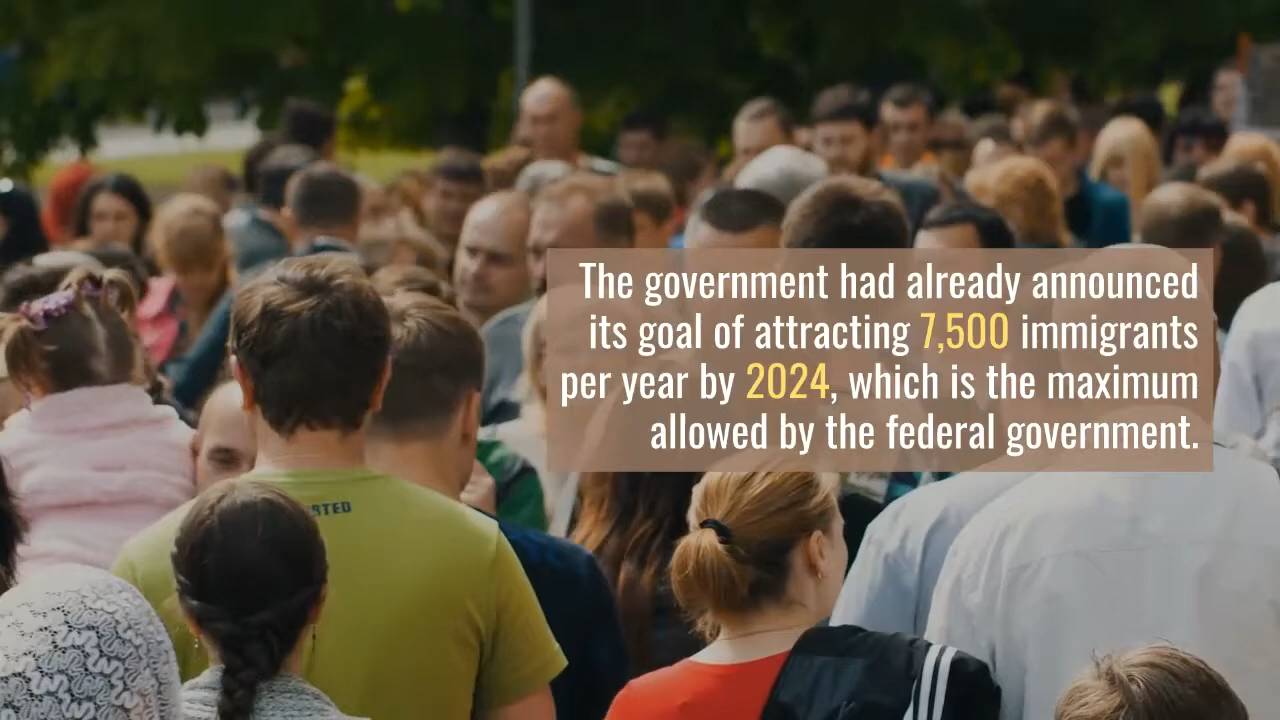 The government had already announced
its goal of attracting 7,500 immigrants
per year by 2024, which is the maximum
allowed by the federal government.